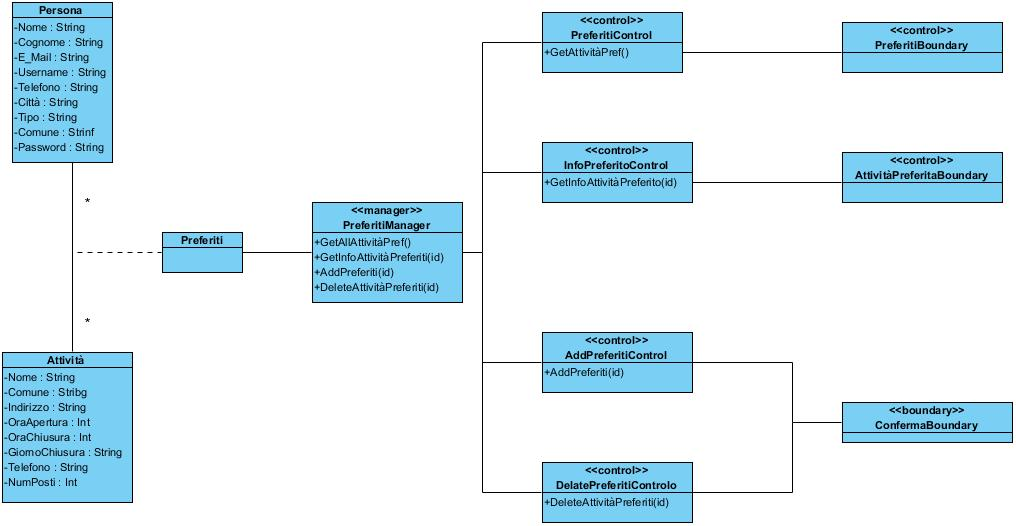 Persona
-Nome : String
-Cognome : String
-E_Mail : String
-Username : String
-Telefono : String
-Città : String
-Tipo : String
-Comune : Strinf
-Password : String
*
*
Attività
-Nome : String
-Comune : Stribg
-Indirizzo : String
-OraApertura : Int
-OraChiusura : Int
-GiornoChiusura : String
-Telefono : String
-NumPosti : Int
Preferiti
<<manager>>
PreferitiManager
+GetAllAttivitàPref()
+GetInfoAttivitàPreferiti(id)
+AddPreferiti(id)
+DeleteAttivitàPreferiti(id)
<<control>>
PreferitiControl
+GetAttivitàPref()
<<control>>
PreferitiBoundary
<<control>>
InfoPreferitoControl
+GetInfoAttivitàPreferito(id)
<<control>>
AttivitàPreferitaBoundary
<<control>>
AddPreferitiControl
+AddPreferiti(id)
<<control>>
DelatePreferitiControlo
+DeleteAttivitàPreferiti(id)
<<boundary>>
ConfermaBoundary